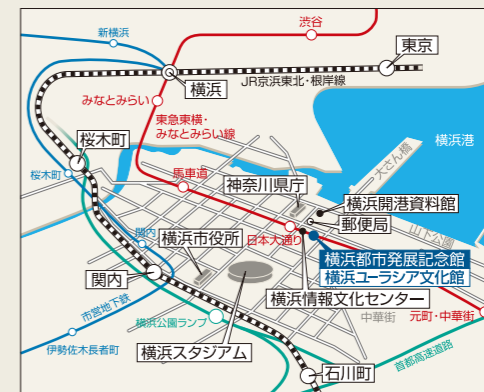 渋谷
新横浜
東京
横浜
JR京浜東北・根岸線
みなとみらい
東急東横・
みなとみらい線
横浜港
桜木町
大さん橋
桜木町
馬車道
神奈川県庁
横浜開港資料館
郵便局
山下公園
日本大通り
関内
横浜市役所
横浜都市発展記念館
横浜ユーラシア文化館
関内
横浜情報文化センター
市営地下鉄
中華街
元町・中華街
横浜公園ランプ
伊勢佐木長者町
横浜スタジアム
首都高速道路
石川町